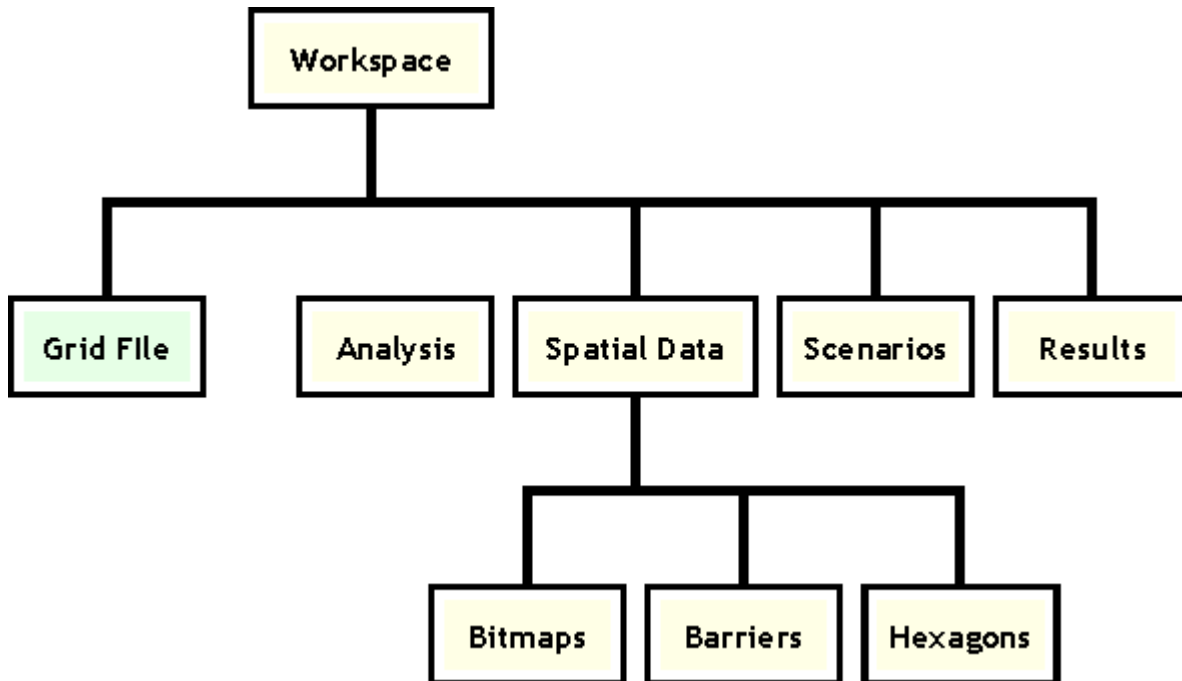 Workspace
Grid FIle
Analysis
Spatial Data
Scenarios
Results
Bitmaps
Barriers
Hexagons